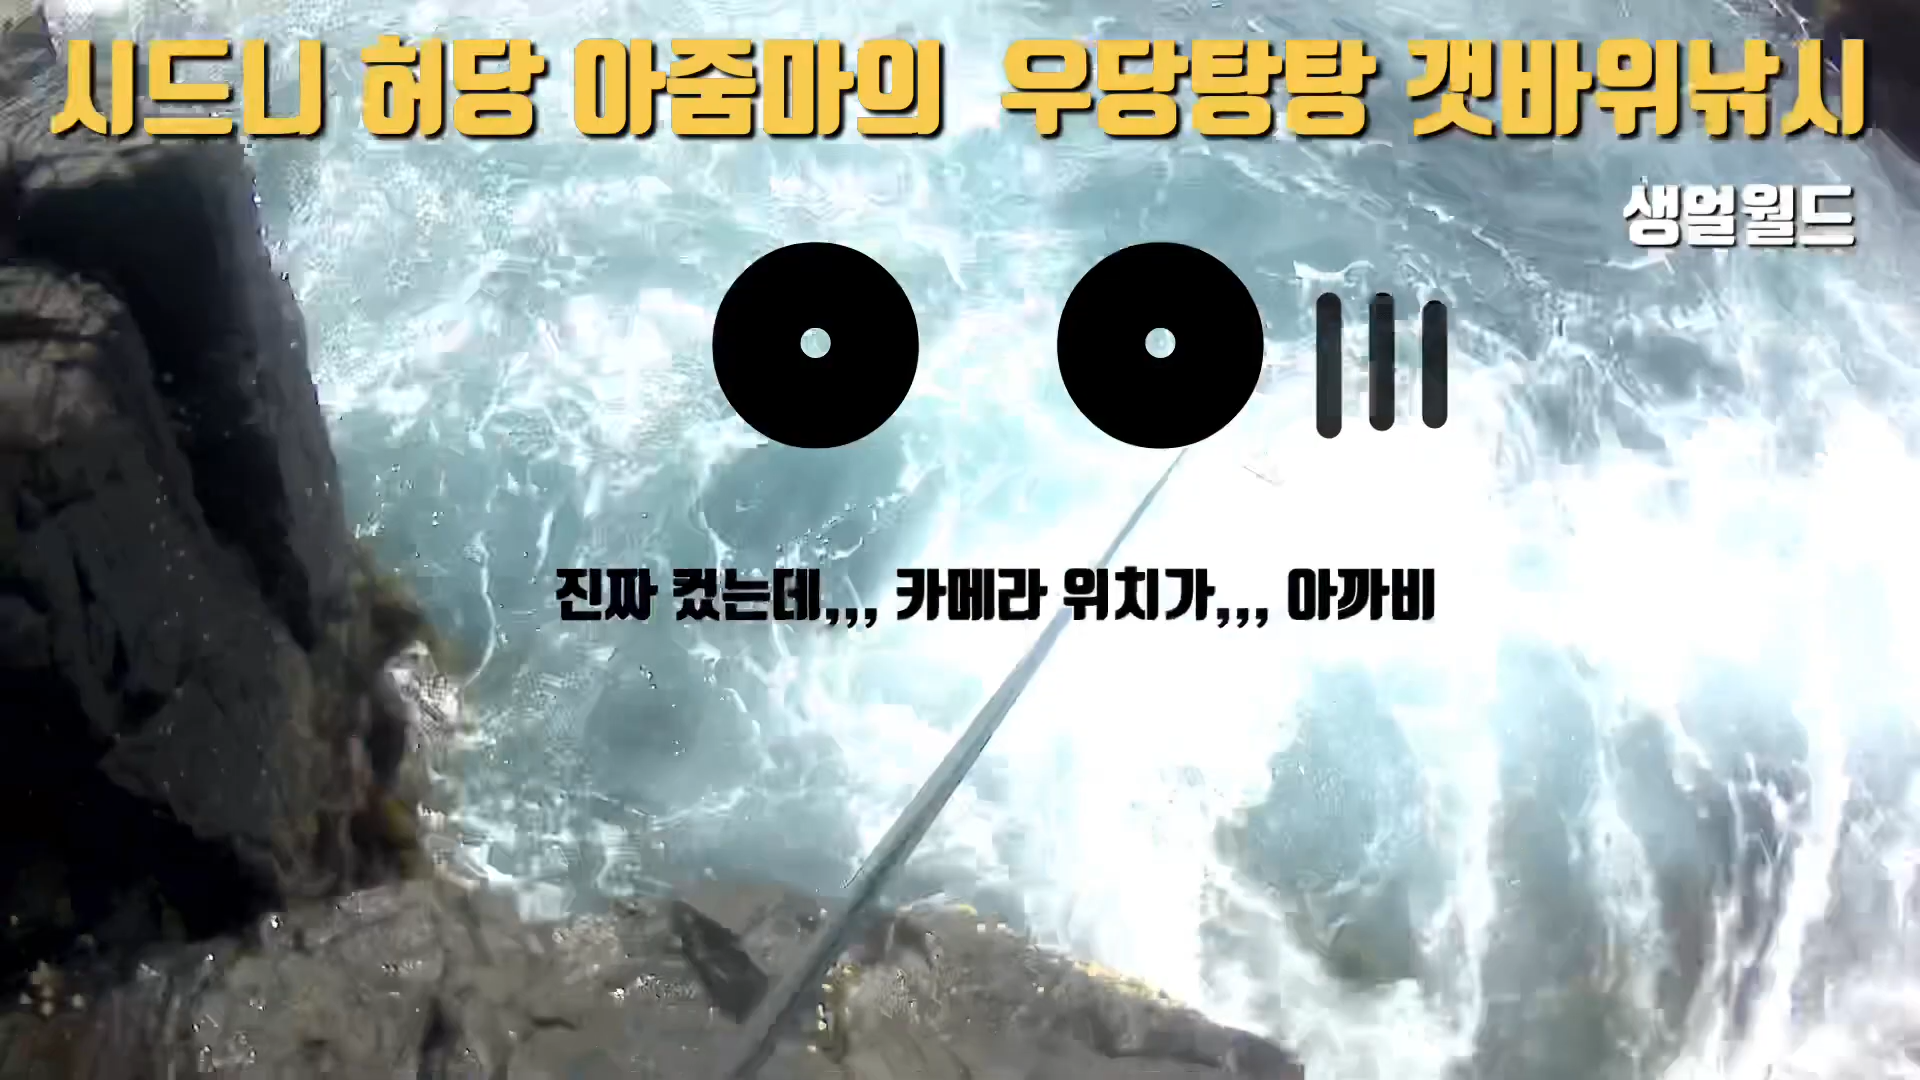 시드니 허당 아줌마의 우당탕탕 갯바위낚시
생얼월드
진짜 컸는데,,, 카메라 위치가,,, 아까비